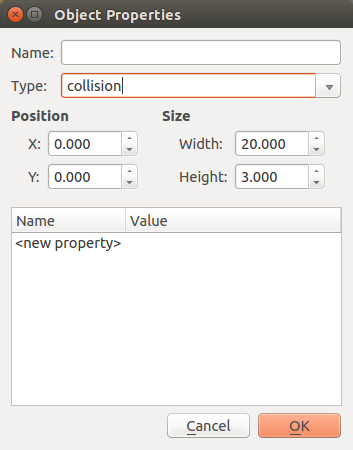 Object Properties
Name:
Type: collision
Position Size
X: 0.000 Width: 20.000
Y: 0.000 Height: 3.000
Name Value
<new property>
Cancel OK